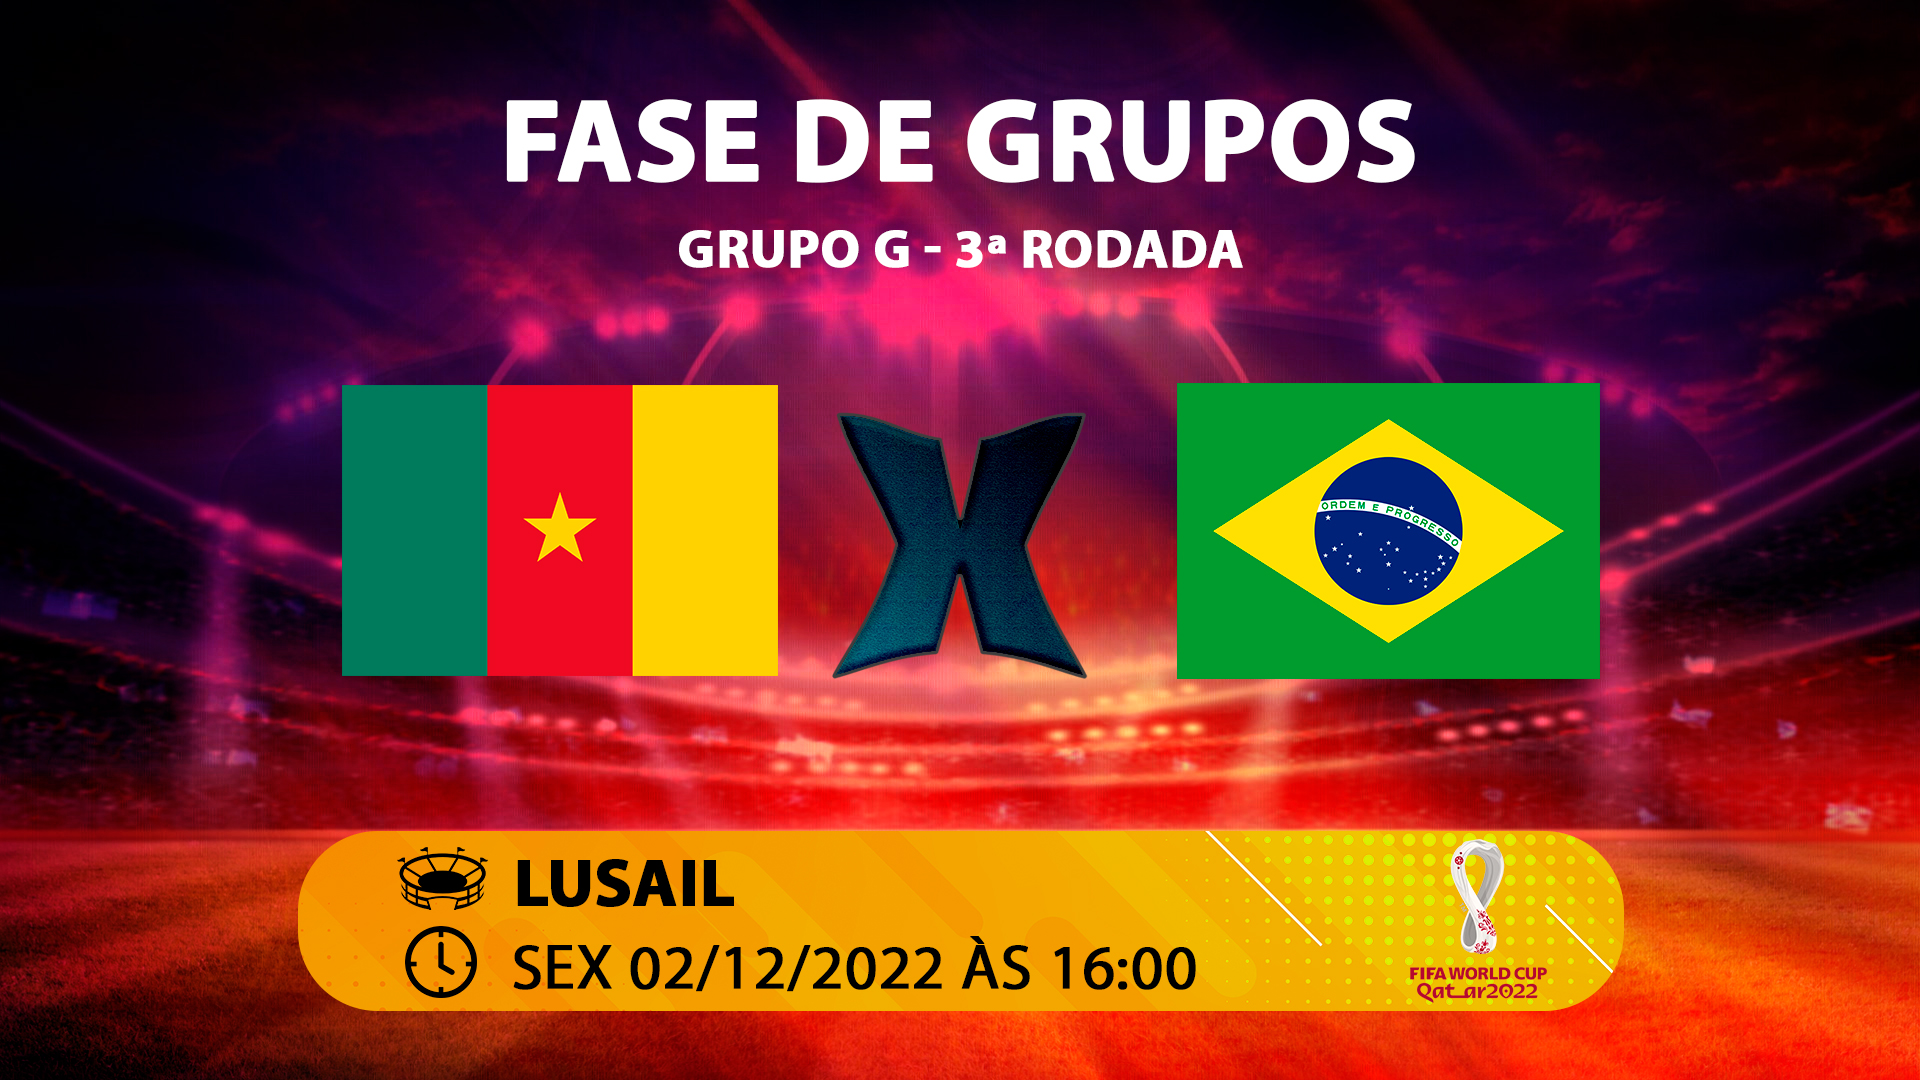 FASE DE GRUPOS
GRUPO G - 3ª RODADA
ORDEM E PROGRESSO
LUSAIL
SEX 02/12/2022 ÀS 16:00
FIFA WORLD CUP
Qatar2022